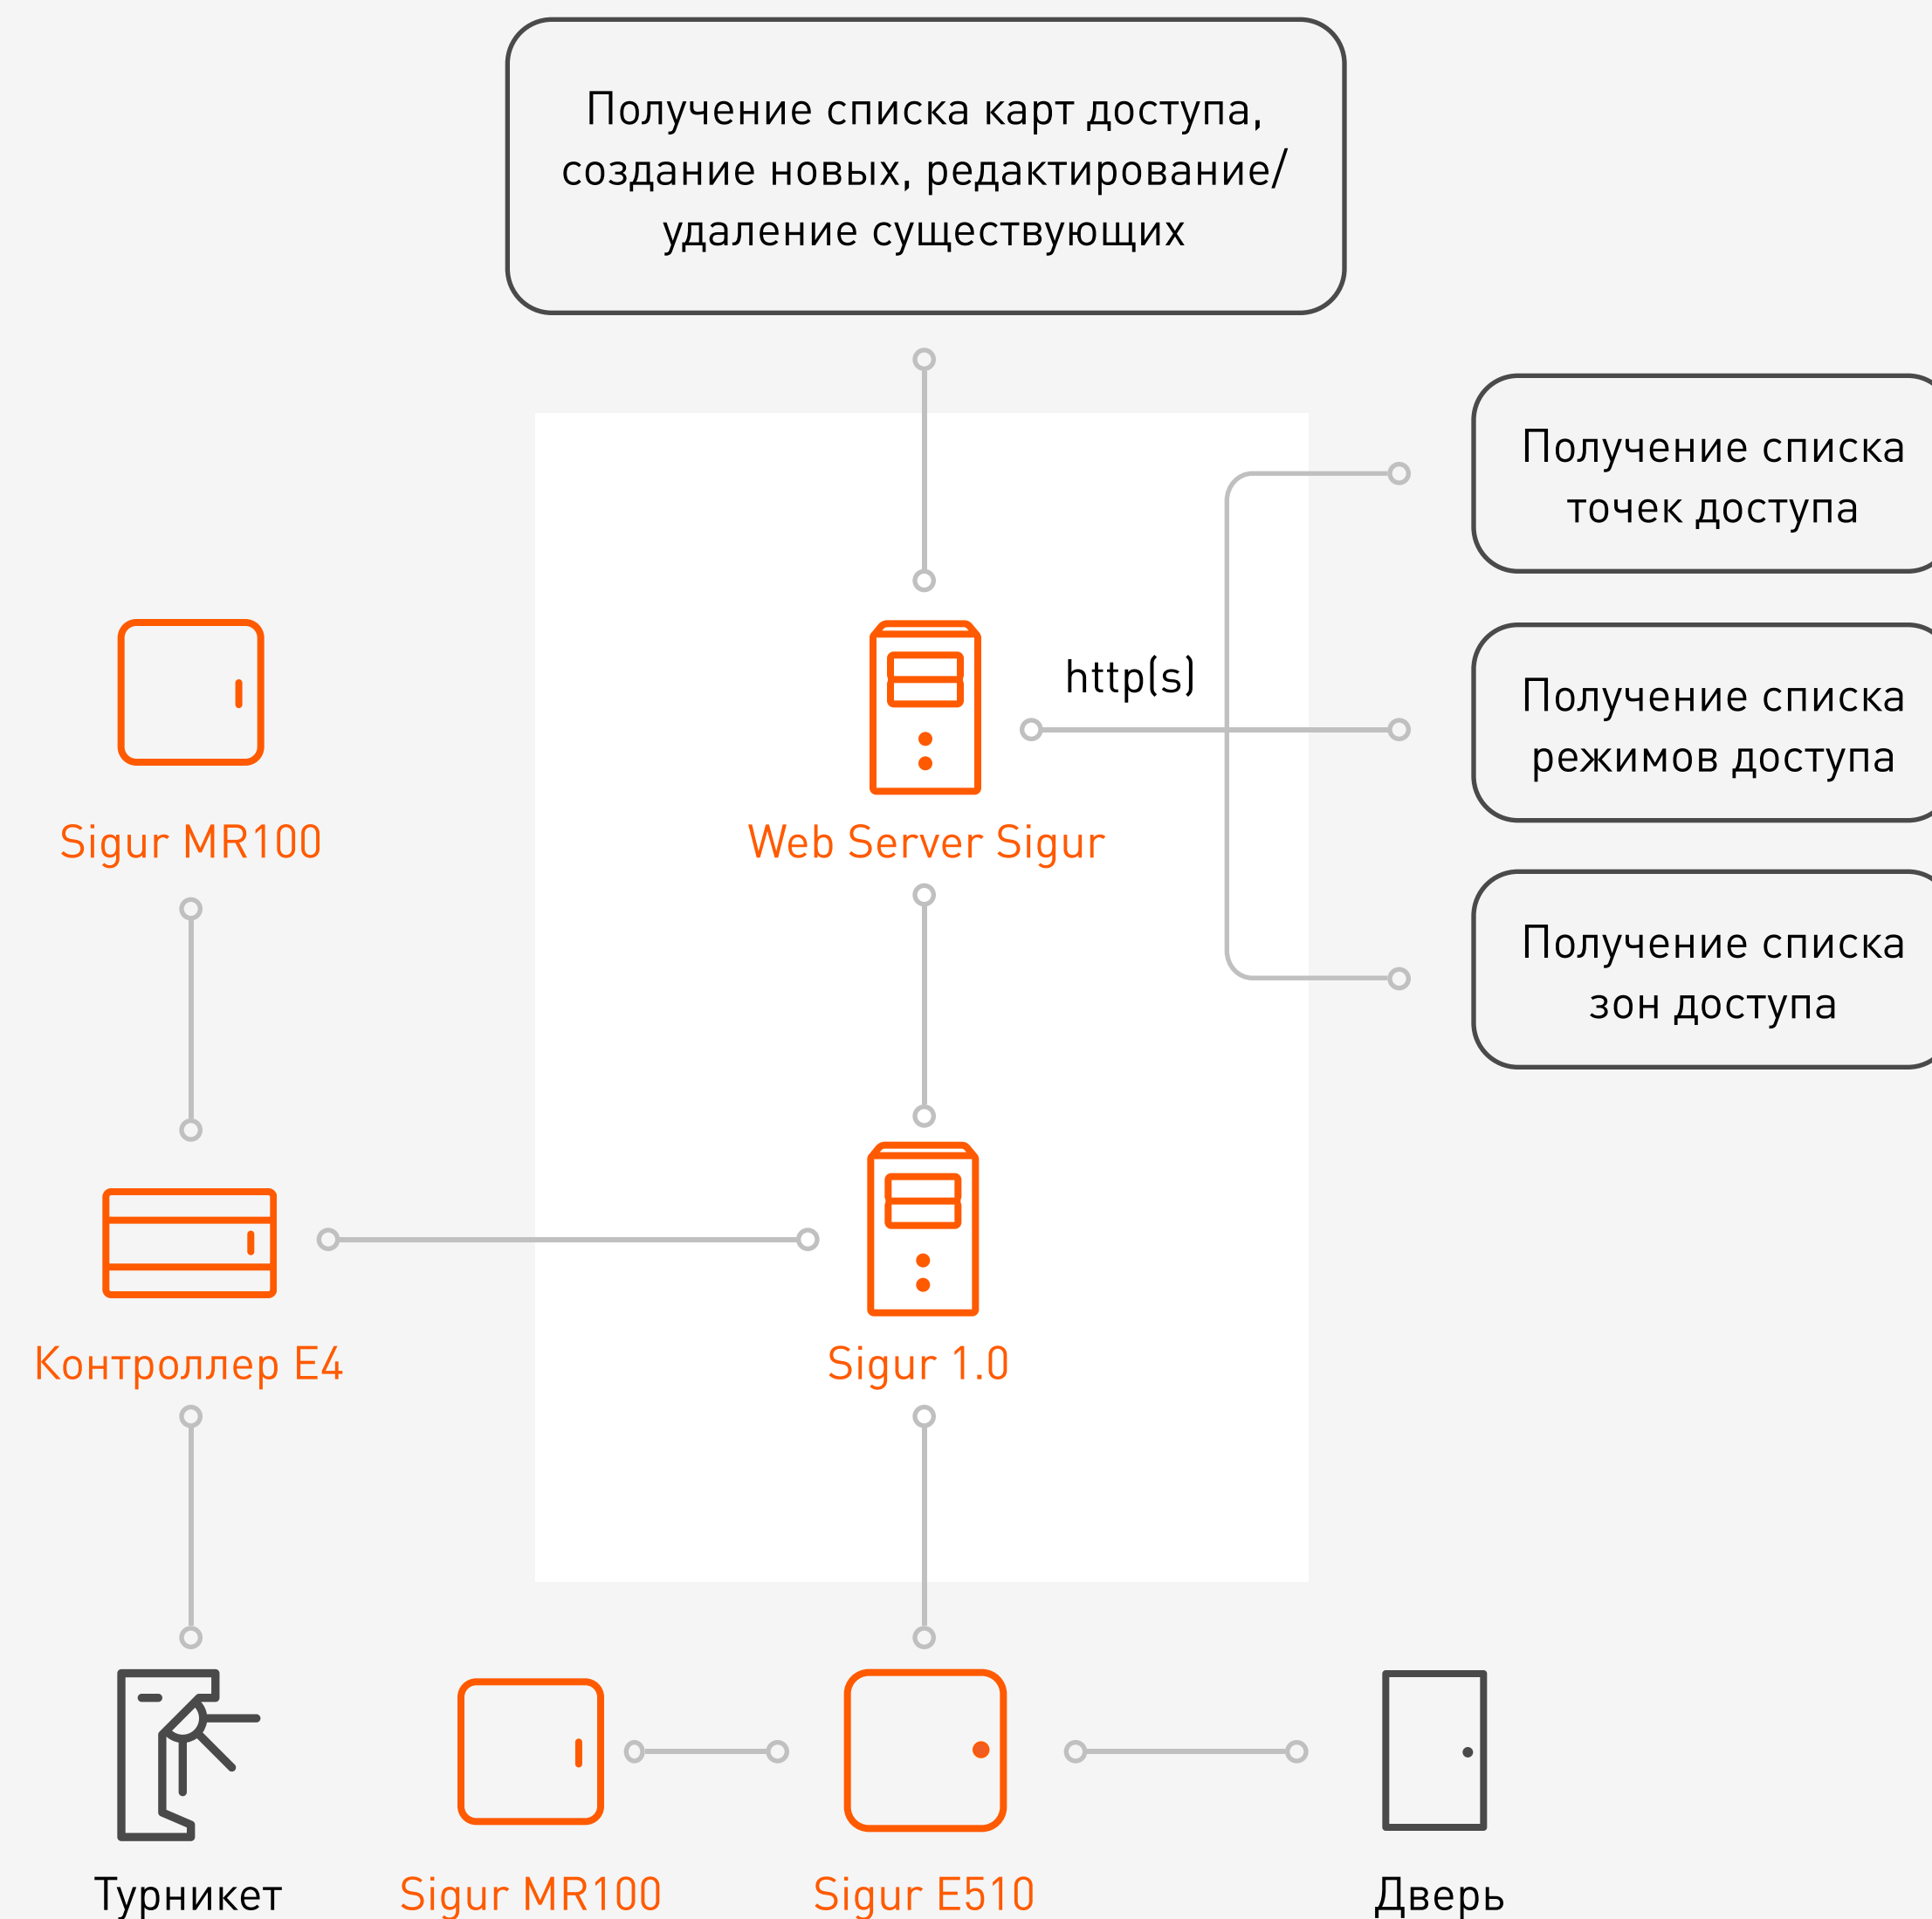 Получение списка карт доступа,
создание новых, редактирование/
удаление существующих
Получение списка
точек доступа
http(s)
Получение списка
режимов доступа
Sigur MR100
Web Server Sigur
Получение списка
зон доступа
Контроллер E4
Sigur 1.0
Турникет
Sigur MR100
Sigur E510
Дверь